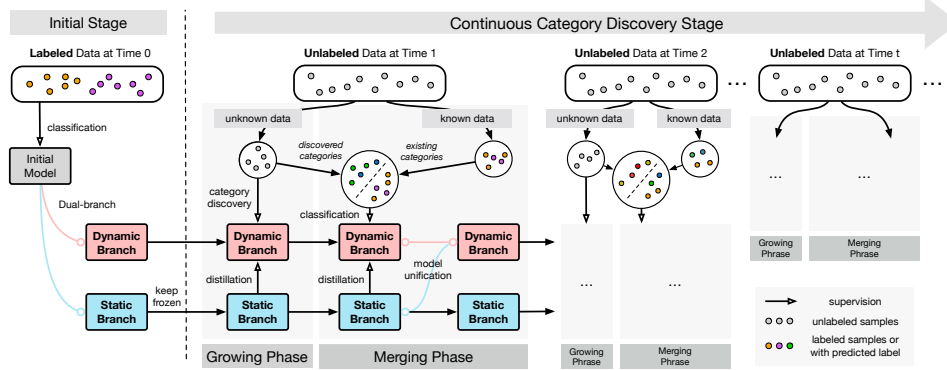 Initial Stage
Continuous Category Discovery Stage
Labeled Data at Time 0
Unlabeled Data at Time 1
Unlabeled Data at Time 2
Unlabeled Data at Time t
...
...
classification
unknown data
known data
unknown data
known data
Initial
Model
discovered
categories
existing
categories
...
...
Dual-branch
category
discovery
classification
Dynamic
Branch
Dynamic
Branch
Dynamic
Branch
Dynamic
Branch
Growing
Phrase
Merging
Phrase
distillation
distillation
model
unification
keep
frozen
...
...
Static
Branch
Static
Branch
Static
Branch
Static
Branch
supervision
unlabeled samples
labeled samples or
with predicted label
Growing Phase
Merging Phase
Growing
Phrase
Merging
Phrase